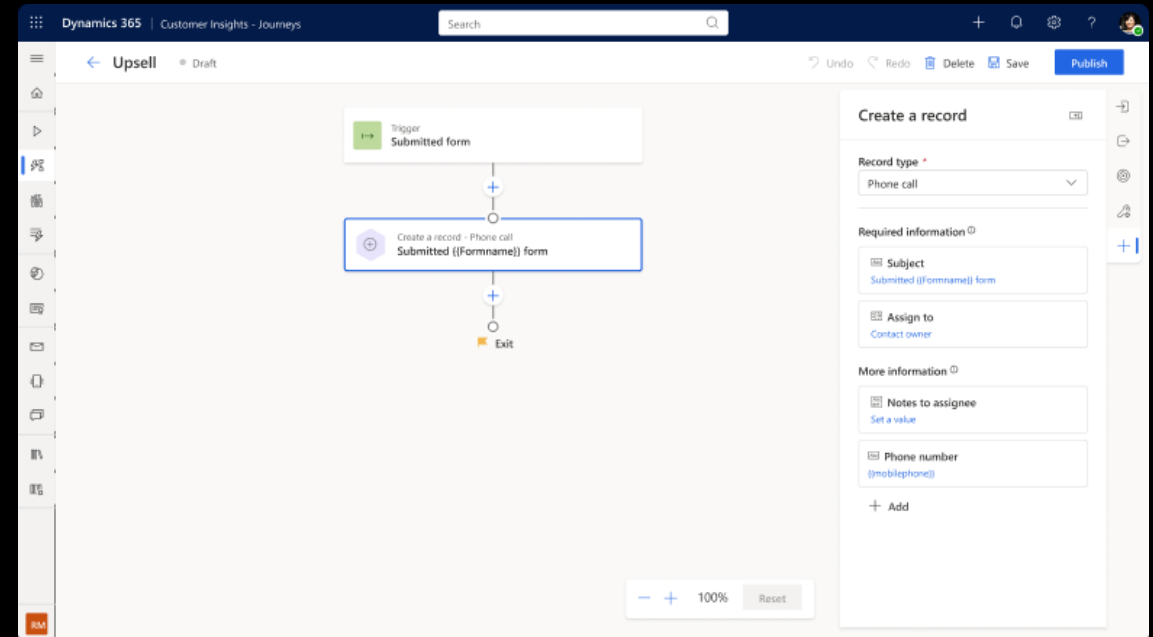 Dynamics 365 | Customer Insights - Journeys
Search
?
Upsell
Draft
Undo
Redo
Delete
Save
Publish
Trigger
Submitted form
Create a record - Phone call
Submitted {{Formname}} form
Exit
100%
Reset
RM
Create a record
Record type *
Phone call
Required information
Subject
Submitted {{Formname}} form
Assign to
Contact owner
More information
Notes to assignee
Set a value
Phone number
{{mobilephone}}
+ Add